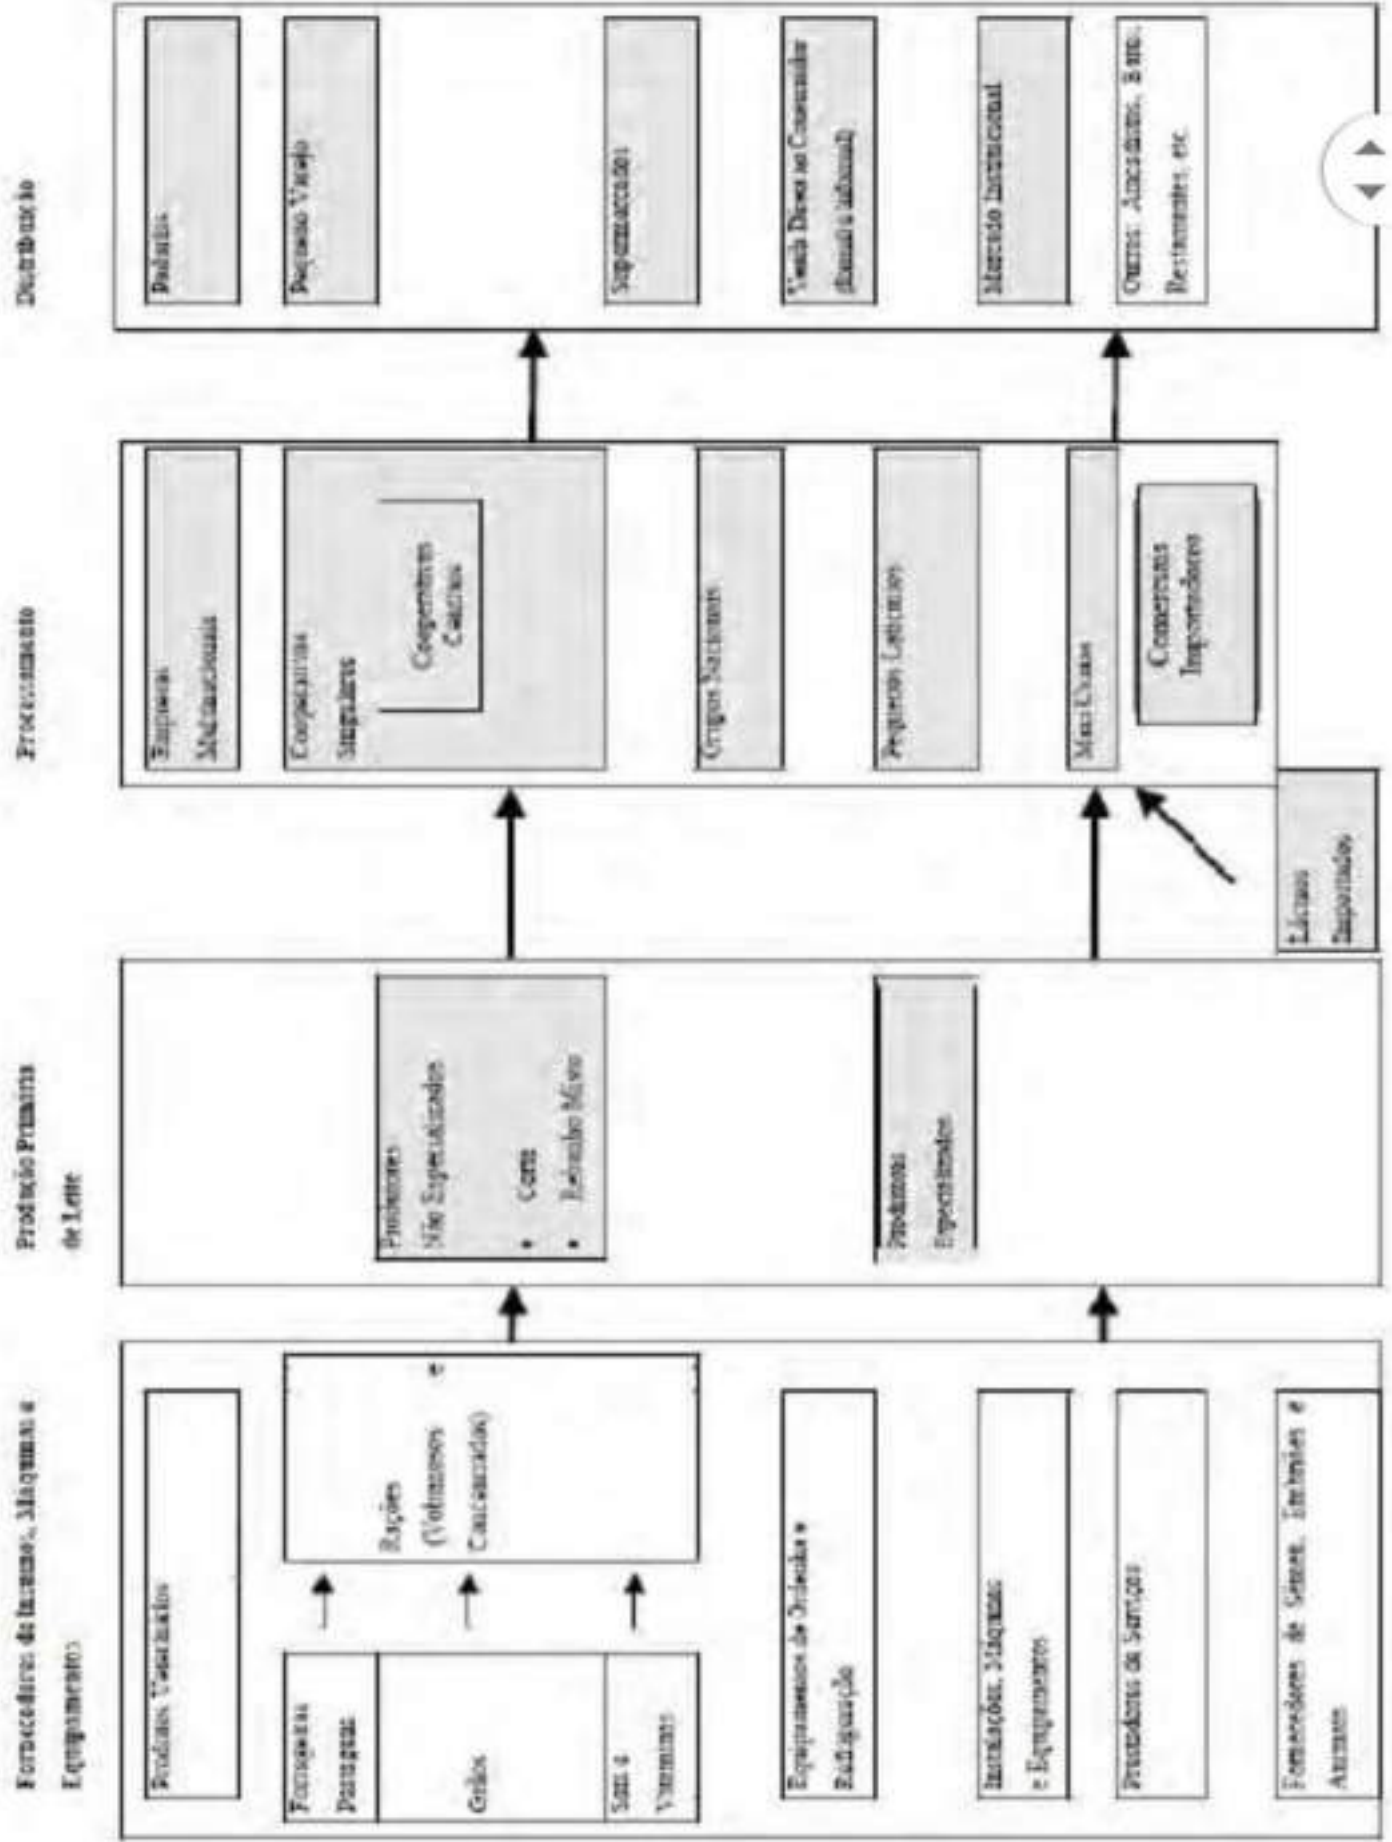 Fornecedores de Insumos, Máquinas e
Equipamentos
Produtos Veterinários
Forrageiras
Pastagens
Grãos
Sais e
Vitaminas
Rações
(Volumosos e
Concentrados)
Equipamentos de Ordenha e
Refrigeração
Instalações, Máquinas
e Equipamentos
Prestadores de Serviços
Fornecedores de Sêmen, Embriões e
Animais
Produção Primária
de Leite
Produtores
Não Especializados
• Corte
• Rebanho Misto
Produtores
Especializados
Lácteos
Importados
Processamento
Empresas
Multinacionais
Cooperativas
Singulares
Cooperativas
Centrais
Grupos Nacionais
Pequenos Laticínios
Mini Usinas
Comerciais
Importadores
Distribuição
Padarias
Pequeno Varejo
Supermercados
Venda Direta ao Consumidor
(formal e informal)
Mercado Institucional
Outros: Bares,
Restaurantes, etc.